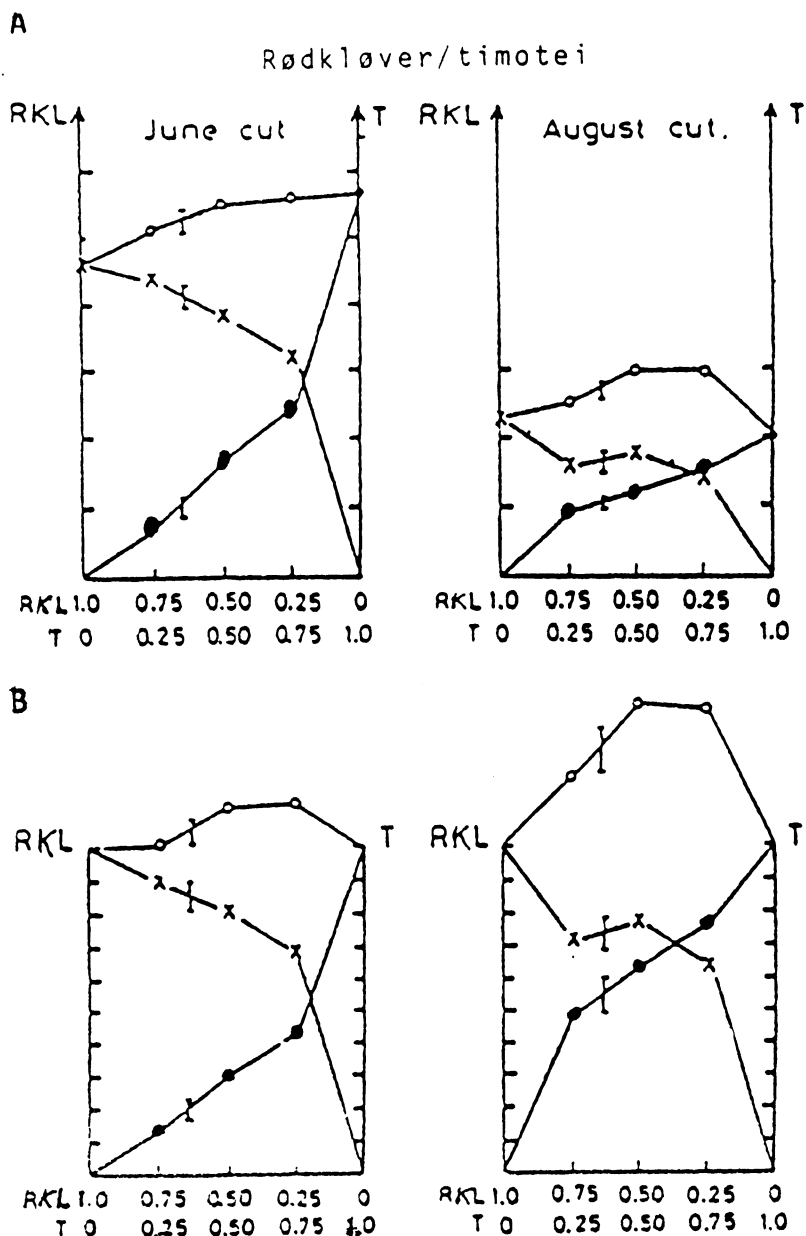 A
Rødkløver/timotei
RKL June cut T RKL August cut. T
RKL 1.0 0.75 0.50 0.25 0 RKL 1.0 0.75 0.50 0.25 0
T 0 0.25 0.50 0.75 1.0 T 0 0.25 0.50 0.75 1.0
B
RKL T RKL T
RKL 1.0 0.75 0.50 0.25 0 RKL 1.0 0.75 0.50 0.25 0
T 0 0.25 0.50 0.75 1.0 T 0 0.25 0.50 0.75 1.0